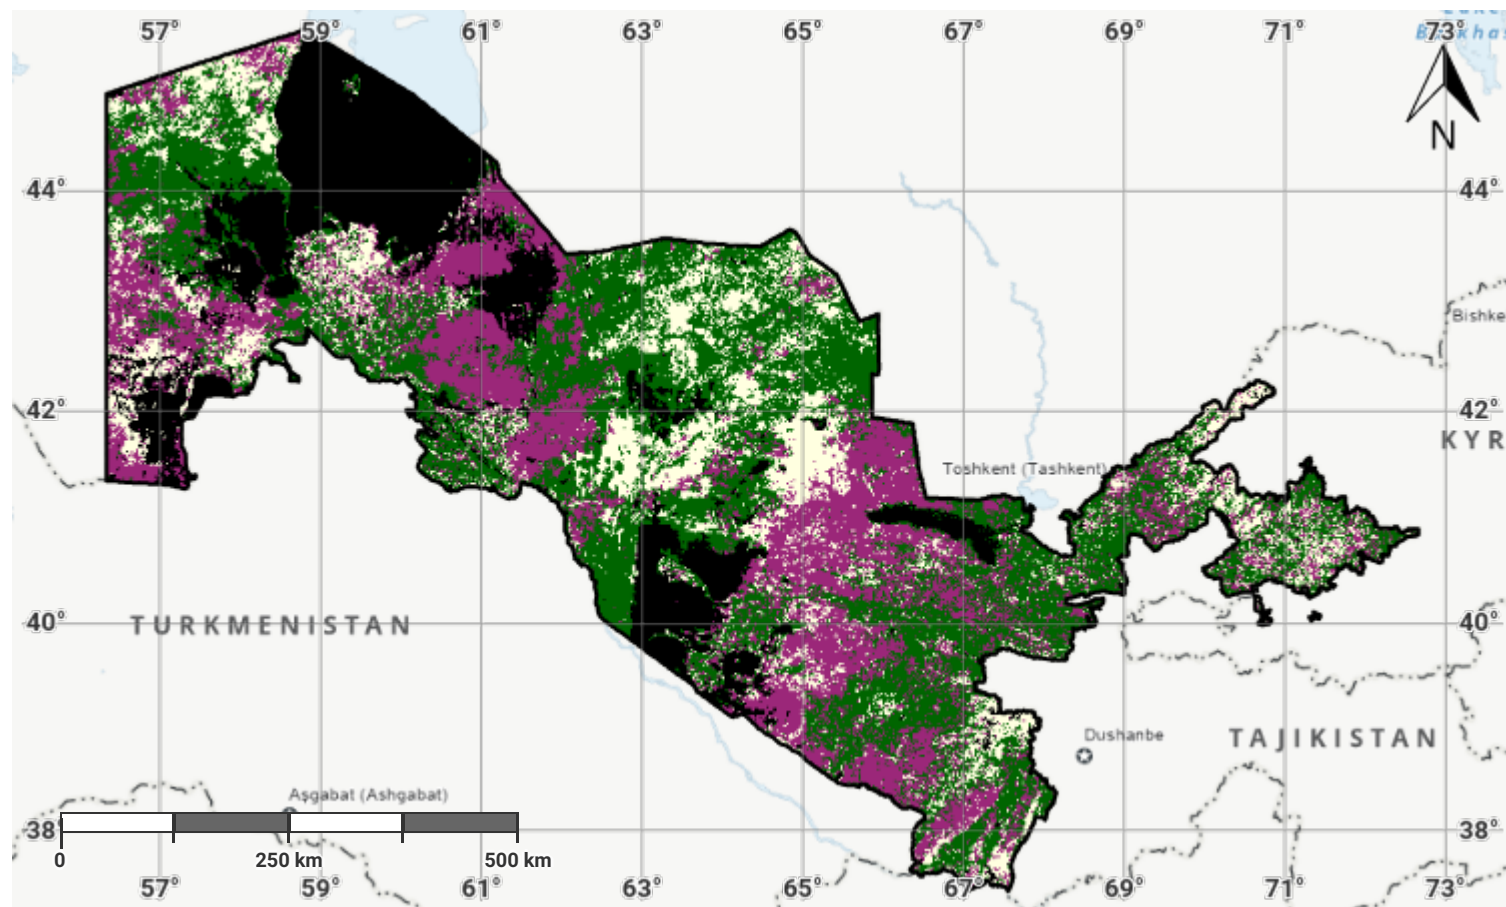 57° 59° 61° 63° 65° 67° 69° 71° 73°
N
44° 44°
Bishke
42° 42°
KYR
Toshkent (Tashkent)
40° 40°
TURKMENISTAN
Dushanbe
TAJIKISTAN
Aşgabat (Ashgabat)
38° 38°
0 250 km 500 km
57° 59° 61° 63° 65° 67° 69° 71° 73°